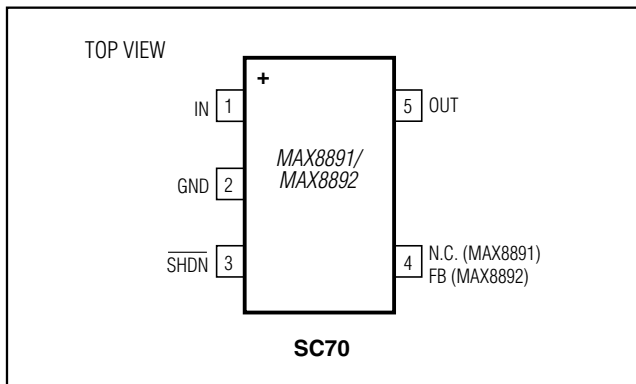 TOP VIEW
+
IN 1
5 OUT
MAX8891/
MAX8892
GND 2
SHDN 3
4 N.C. (MAX8891)
FB (MAX8892)
SC70